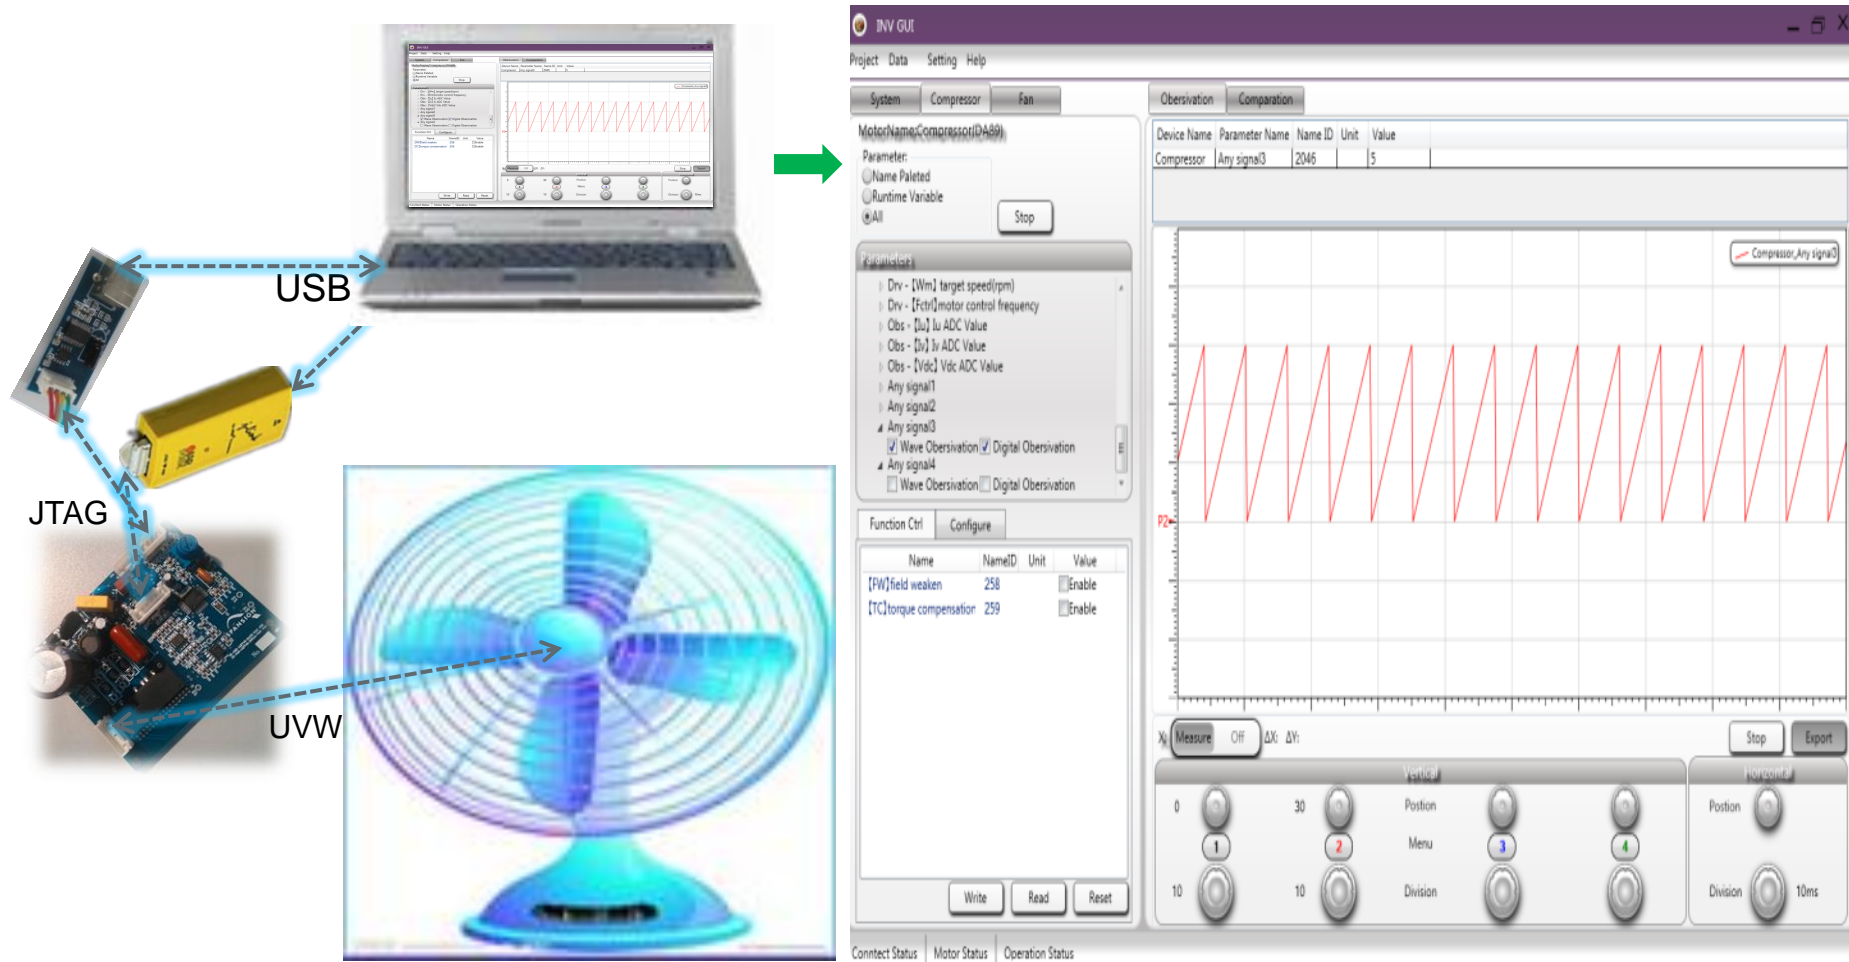 USB
JTAG
UVW
INV GUI
Project Data Setting Help
System Compressor Fan
MotorName:Compressor(DA89)
Parameter:
Name Paleted
Runtime Variable
All
Stop
Parameters
Drv - 【Wm】 target speed(rpm)
Drv - 【Fctrl】motor control frequency
Obs - 【Iu】 Iu ADC Value
Obs - 【Iv】 Iv ADC Value
Obs - 【Vdc】 Vdc ADC Value
Any signal1
Any signal2
Any signal3
Wave Obersivation Digital Obersivation
Any signal4
Wave Obersivation Digital Obersivation
Function Ctrl Configure
Name NameID Unit Value
【FW】field weaken 258 Enable
【TC】torque compensation 259 Enable
Write Read Reset
Conntect Status Motor Status Operation Status
Obersivation Comparation
Device Name Parameter Name Name ID Unit Value
Compressor Any signal3 2046 5
Compressor,Any signal3
P2
X: Measure Off ΔX: ΔY: Stop Export
Vertical Horizontal
0 30 Postion Postion
1 2 Menu 3 4
10 10 Division Division 10ms